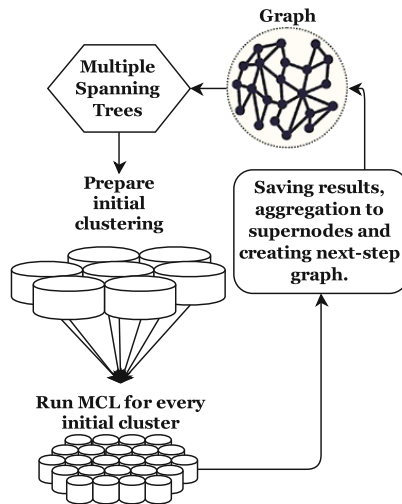 Graph
Multiple
Spanning
Trees
Prepare
initial
clustering
Saving results,
aggregation to
supernodes and
creating next-step
graph.
Run MCL for every
initial cluster